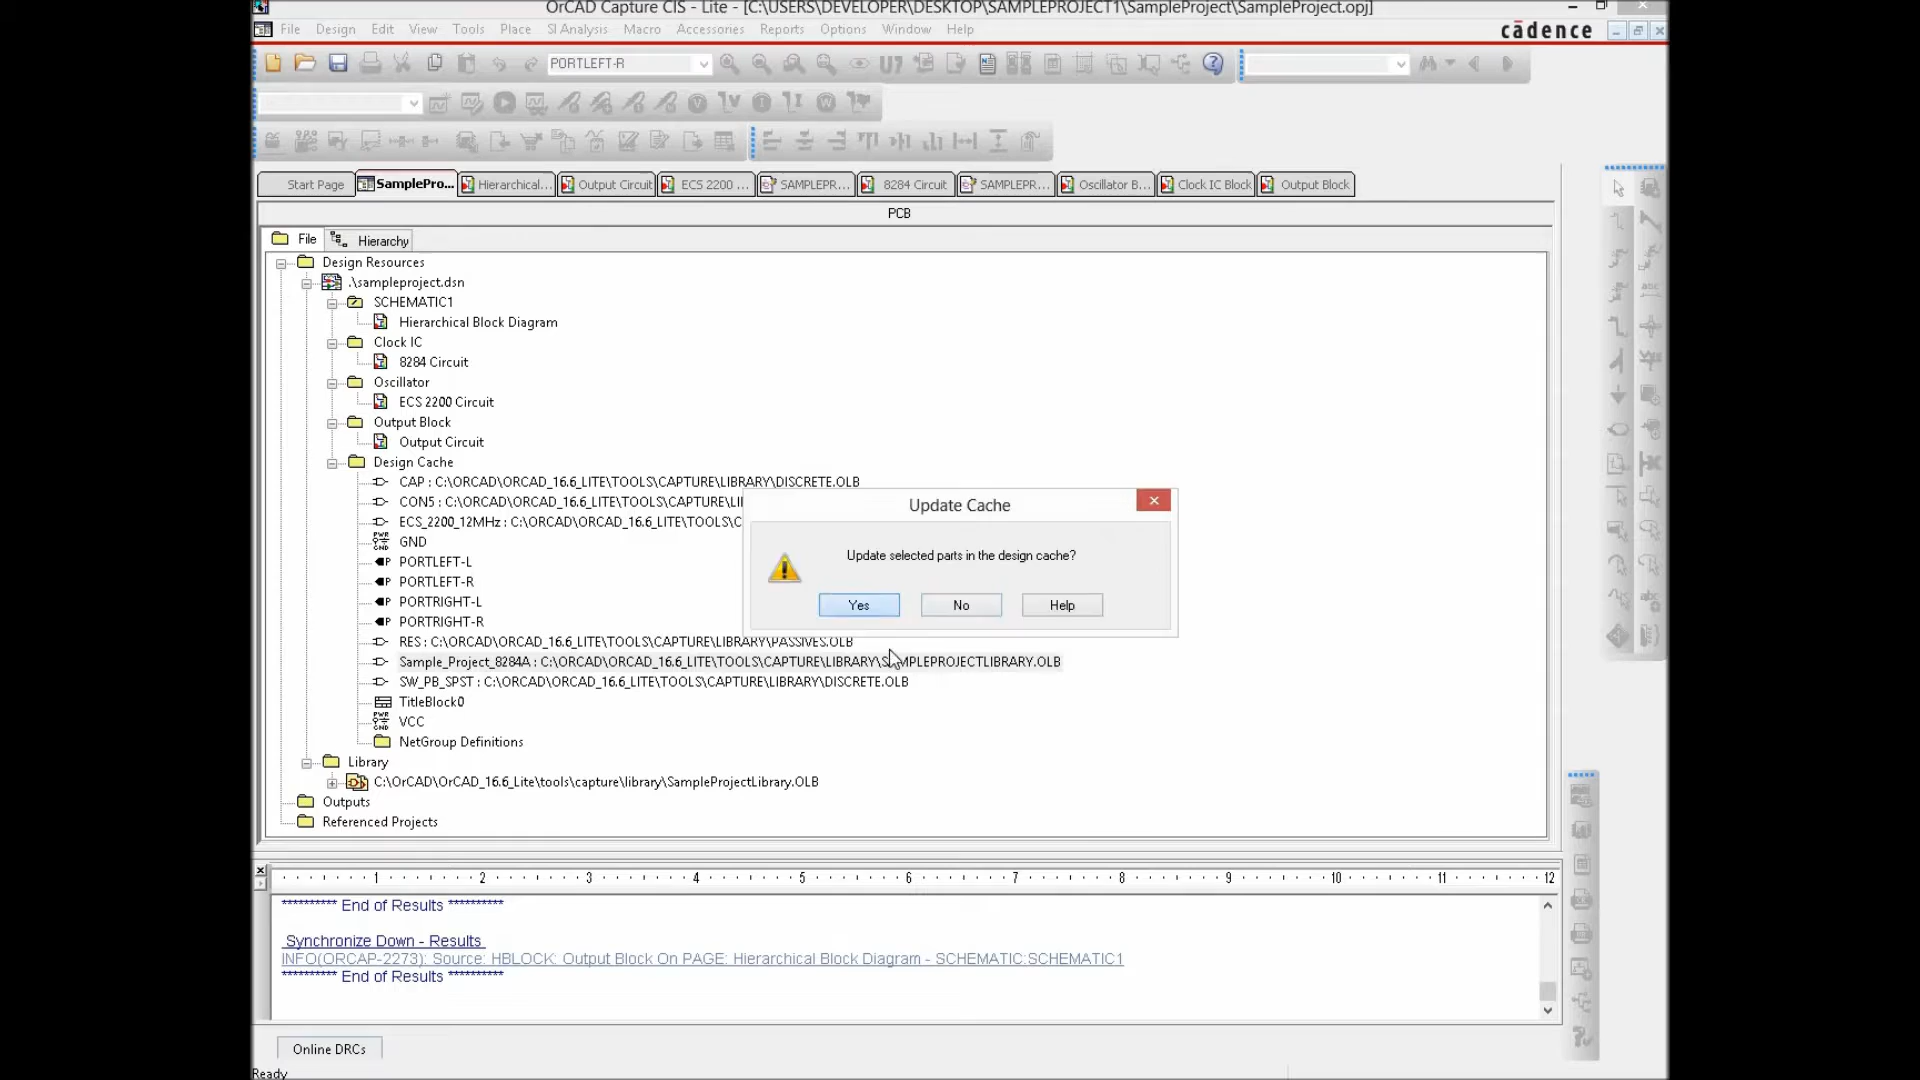 OrCAD Capture CIS - Lite - [C:\USERS\DEVELOPER\DESKTOP\SAMPLEPROJECT1\SampleProject\SampleProject.opj]
File Design Edit View Tools Place SI Analysis Macro Accessories Reports Options Window Help
cādence
PORTLEFT-R
Start Page SamplePro... Hierarchical... Output Circuit ECS 2200 ... SAMPLEPR... 8284 Circuit SAMPLEPR... Oscillator B... Clock IC Block Output Block
PCB
File Hierarchy
Design Resources
.\sampleproject.dsn
SCHEMATIC1
Hierarchical Block Diagram
Clock IC
8284 Circuit
Oscillator
ECS 2200 Circuit
Output Block
Output Circuit
Design Cache
CAP : C:\ORCAD\ORCAD_16.6_LITE\TOOLS\CAPTURE\LIBRARY\DISCRETE.OLB
CON5 : C:\ORCAD\ORCAD_16.6_LITE\TOOLS\CAPTURE\LI
ECS_2200_12MHz : C:\ORCAD\ORCAD_16.6_LITE\TOOLS\C
GND
PORTLEFT-L
PORTLEFT-R
PORTRIGHT-L
PORTRIGHT-R
RES : C:\ORCAD\ORCAD_16.6_LITE\TOOLS\CAPTURE\LIBRARY\PASSIVES.OLB
Sample_Project_8284A : C:\ORCAD\ORCAD_16.6_LITE\TOOLS\CAPTURE\LIBRARY\SAMPLEPROJECTLIBRARY.OLB
SW_PB_SPST : C:\ORCAD\ORCAD_16.6_LITE\TOOLS\CAPTURE\LIBRARY\DISCRETE.OLB
TitleBlock0
VCC
NetGroup Definitions
Library
C:\OrCAD\OrCAD_16.6_Lite\tools\capture\library\SampleProjectLibrary.OLB
Outputs
Referenced Projects
Update Cache
Update selected parts in the design cache?
Yes No Help
1 2 3 4 5 6 7 8 9 10 11 12
********** End of Results **********
Synchronize Down - Results
INFO(ORCAP-2273): Source: HBLOCK: Output Block On PAGE: Hierarchical Block Diagram - SCHEMATIC:SCHEMATIC1
********** End of Results **********
Online DRCs
Ready